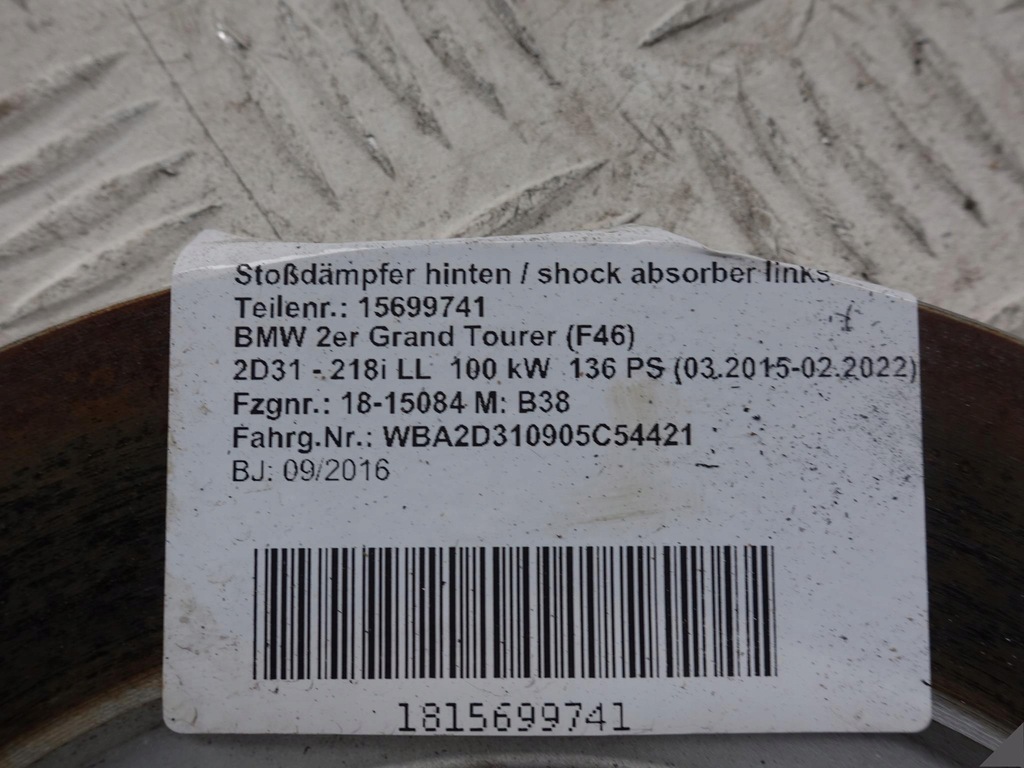 Stoßdämpfer hinten / shock absorber links
Teilenr.: 15699741
BMW 2er Grand Tourer (F46)
2D31 - 218i LL 100 kW 136 PS (03.2015-02.2022)
Fzgnr.: 18-15084 M: B38
Fahrg.Nr.: WBA2D310905C54421
BJ: 09/2016
1815699741